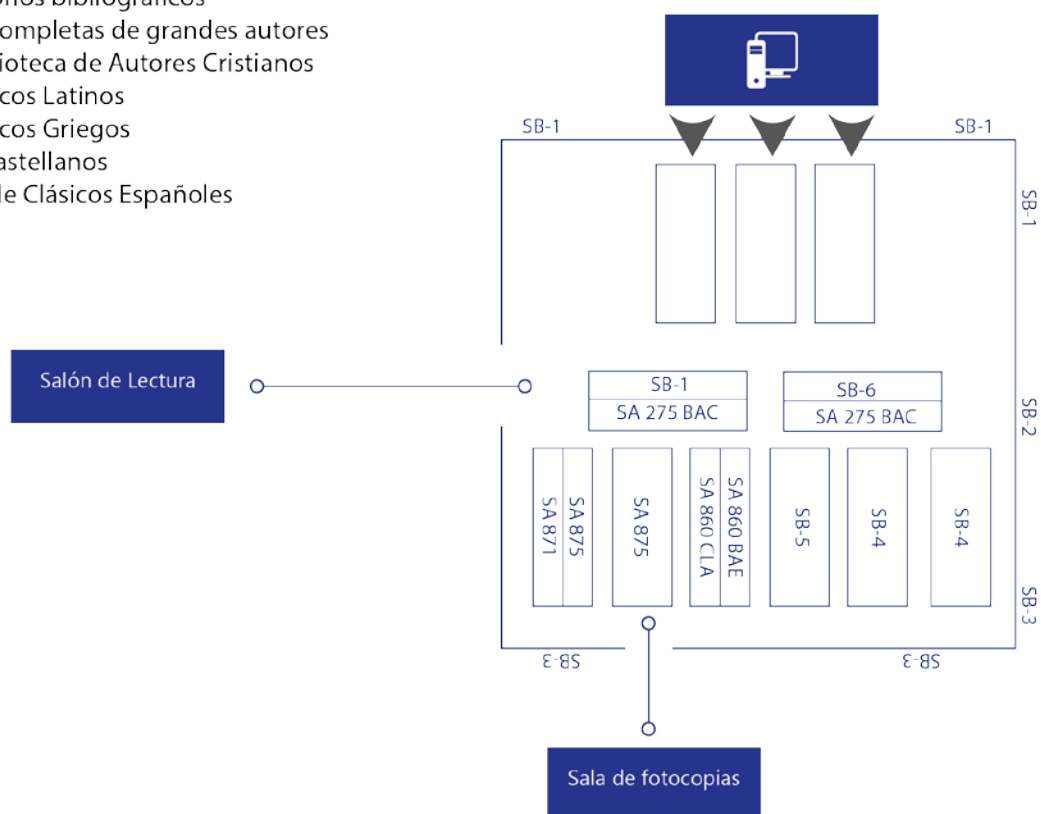 bibliográficos
ompletas de grandes autores
ioteca de Autores Cristianos
cos Latinos
cos Griegos
astellanos
de Clásicos Españoles
SB-1
SB-1
SB-1
Salón de Lectura
SB-1
SA 275 BAC
SB-6
SA 275 BAC
SB-2
SA 871
SA 875
SA 875
SA 860 CLA
SA 860 BAE
SB-5
SB-4
SB-4
SB-3
SB-3
SB-3
Sala de fotocopias